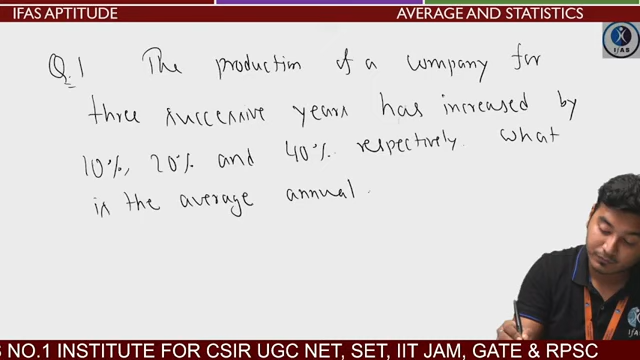 IFAS APTITUDE
AVERAGE AND STATISTICS
IFAS
Q.1 The production of a company for
three successive years has increased by
10%, 20% and 40% respectively. What
is the average annual
S NO.1 INSTITUTE FOR CSIR UGC NET, SET, IIT JAM, GATE & RPSC